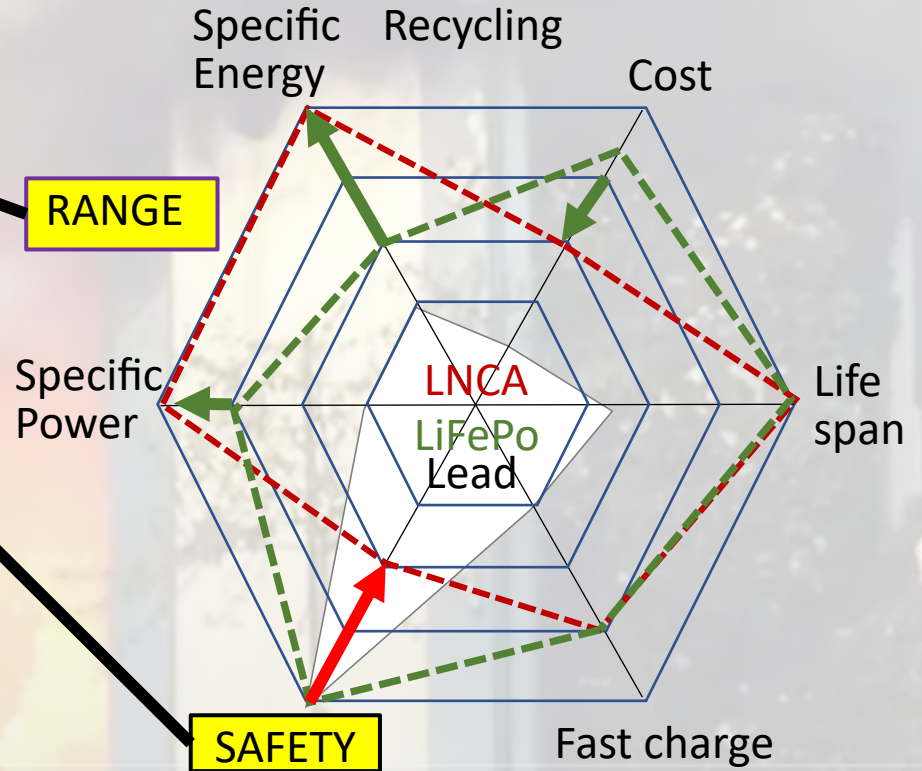 Specific
Energy
Recycling
Cost
RANGE
Specific
Power
LNCA
LiFePo
Lead
Life
span
SAFETY
Fast charge